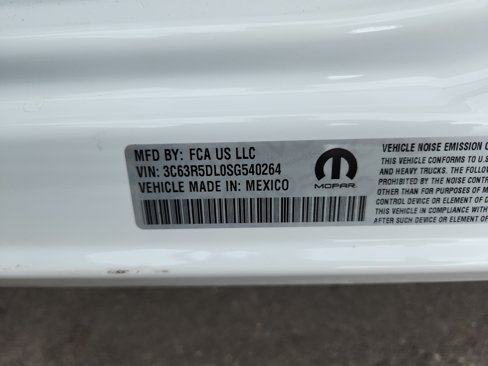 MFD BY: FCA US LLC
VIN: 3C63R5DL0SG540264
VEHICLE MADE IN: MEXICO
MOPAR
VEHICLE NOISE EMISSION
THIS VEHICLE CONFORMS TO U.S.
AND HEAVY TRUCKS. THE
PROHIBITED BY THE NOISE
OTHER THAN FOR PURPOSES OF
CONTROL DEVICE OR ELEMENT OF
THIS VEHICLE IN COMPLIANCE
AFTER SUCH DEVICE OR ELEMENT